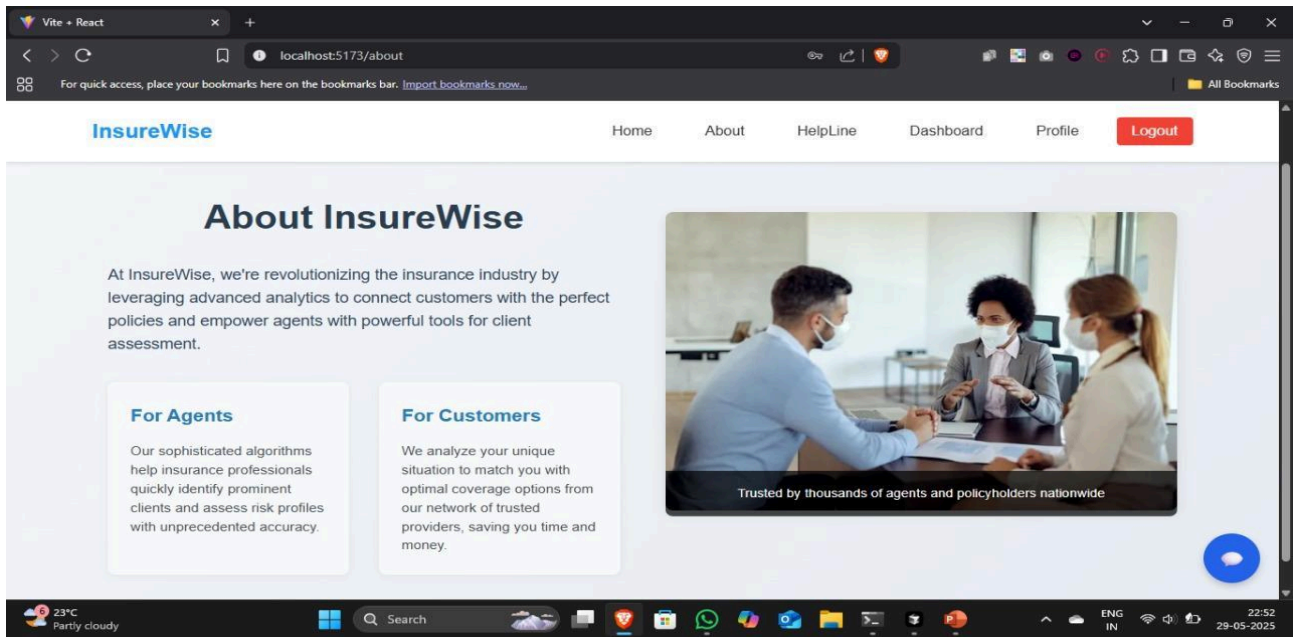 Vite + React
localhost:5173/about
For quick access, place your bookmarks here on the bookmarks bar. Import bookmarks now...
All Bookmarks
InsureWise
Home About HelpLine Dashboard Profile Logout
About InsureWise
At InsureWise, we're revolutionizing the insurance industry by
leveraging advanced analytics to connect customers with the perfect
policies and empower agents with powerful tools for client
assessment.
For Agents
Our sophisticated algorithms
help insurance professionals
quickly identify prominent
clients and assess risk profiles
with unprecedented accuracy.
For Customers
We analyze your unique
situation to match you with
optimal coverage options from
our network of trusted
providers, saving you time and
money.
Trusted by thousands of agents and policyholders nationwide
6
23°C
Partly cloudy
Search
ENG
IN
22:52
29-05-2025